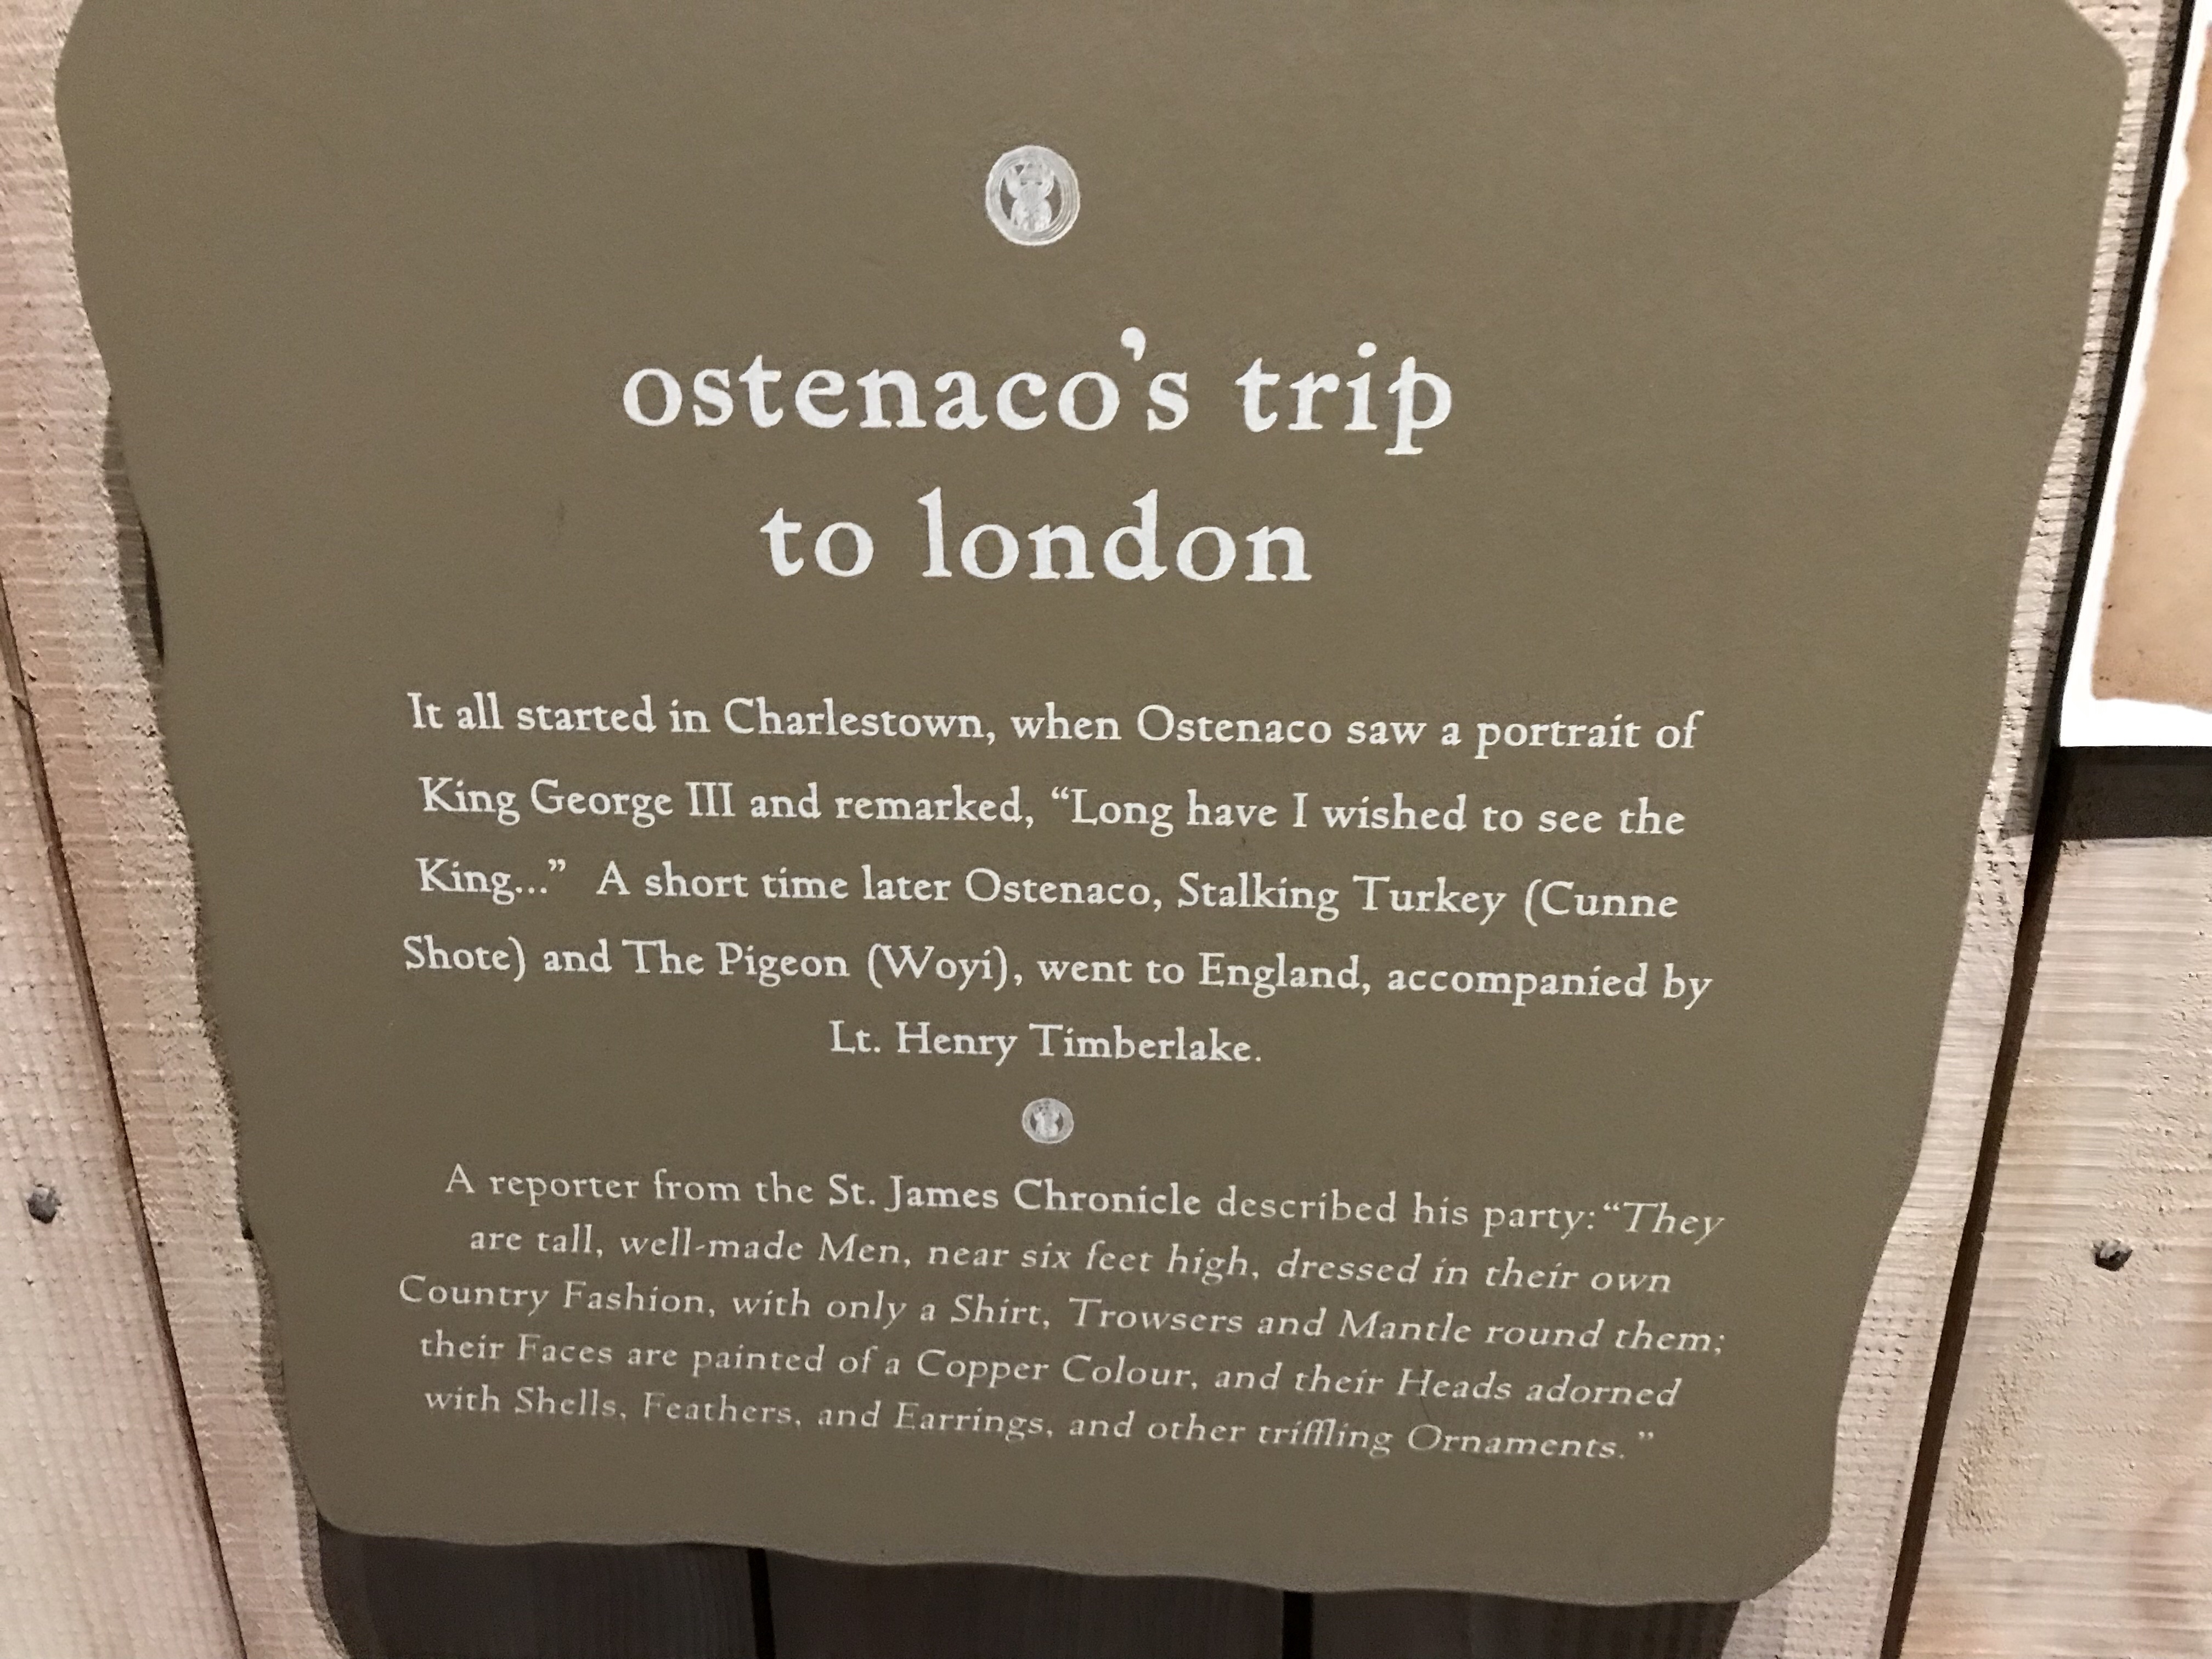 ostenaco's trip
to london
It all started in Charlestown, when Ostenaco saw a portrait of
King George III and remarked, “Long have I wished to see the
King...” A short time later Ostenaco, Stalking Turkey (Cunne
Shote) and The Pigeon (Woyi), went to England, accompanied by
Lt. Henry Timberlake.
A reporter from the St. James Chronicle described his party: “They
are tall, well-made Men, near six feet high, dressed in their own
Country Fashion, with only a Shirt, Trowsers and Mantle round them;
their Faces are painted of a Copper Colour, and their Heads adorned
with Shells, Feathers, and Earrings, and other triffling Ornaments. ”